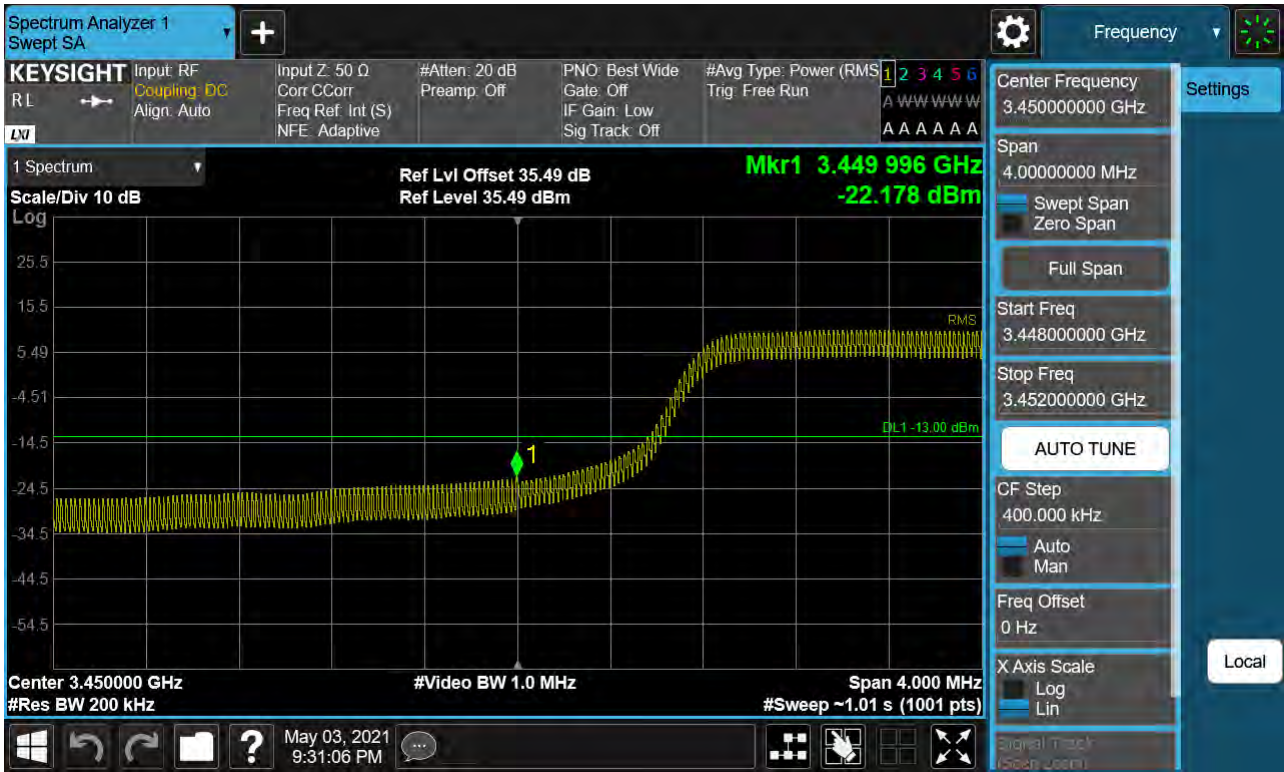 Spectrum Analyzer 1
Swept SA
Frequency
KEYSIGHT
R L
LXI
Input: RF
Coupling: DC
Align: Auto
Input Z: 50 Ω
Corr CCorr
Freq Ref: Int (S)
NFE: Adaptive
#Atten: 20 dB
Preamp: Off
PNO: Best Wide
Gate: Off
IF Gain: Low
Sig Track: Off
#Avg Type: Power (RMS
Trig: Free Run
1 2 3 4 5 6
A W W W W W
A A A A A A
1 Spectrum
Scale/Div 10 dB
Log
Ref Lvl Offset 35.49 dB
Ref Level 35.49 dBm
Mkr1 3.449 996 GHz
-22.178 dBm
25.5
15.5
5.49
-4.51
-14.5
-24.5
-34.5
-44.5
-54.5
RMS
DL1 -13.00 dBm
1
Center 3.450000 GHz
#Res BW 200 kHz
#Video BW 1.0 MHz
Span 4.000 MHz
#Sweep ~1.01 s (1001 pts)
Center Frequency
3.450000000 GHz
Span
4.00000000 MHz
Swept Span
Zero Span
Full Span
Start Freq
3.448000000 GHz
Stop Freq
3.452000000 GHz
AUTO TUNE
CF Step
400.000 kHz
Auto
Man
Freq Offset
0 Hz
X Axis Scale
Log
Lin
Signal Track
(Span Zoom)
Settings
Local
?
May 03, 2021
9:31:06 PM